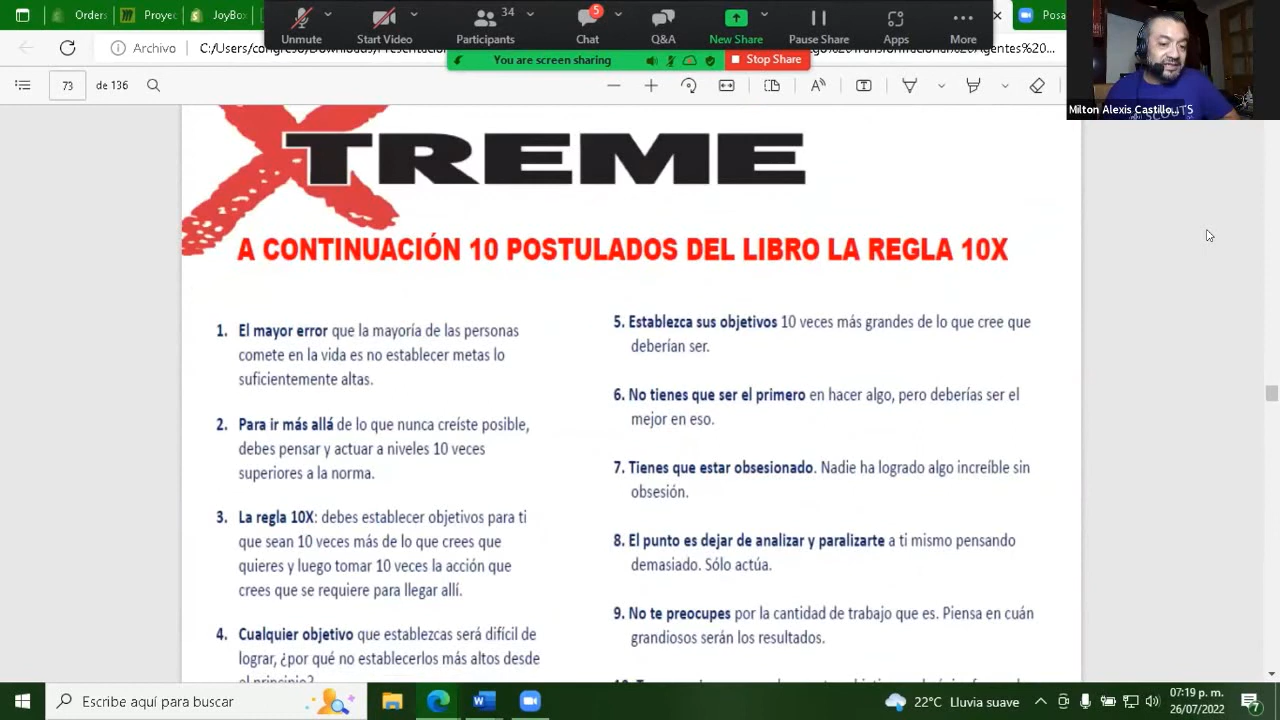 Orders
Proye
JoyBox
Unmute
Start Video
34
Participants
5
Chat
Q&A
New Share
Pause Share
Apps
More
Posa
Archivo
You are screen sharing
Stop Share
73
de 136
Milton Alexis Castillo...
TREME
A CONTINUACIÓN 10 POSTULADOS DEL LIBRO LA REGLA 10X
1. El mayor error que la mayoría de las personas
comete en la vida es no establecer metas lo
suficientemente altas.
2. Para ir más allá de lo que nunca creíste posible,
debes pensar y actuar a niveles 10 veces
superiores a la norma.
3. La regla 10X: debes establecer objetivos para ti
que sean 10 veces más de lo que crees que
quieres y luego tomar 10 veces la acción que
crees que se requiere para llegar allí.
4. Cualquier objetivo que establezcas será difícil de
lograr, ¿por qué no establecerlos más altos desde
el principio?
5. Establezca sus objetivos 10 veces más grandes de lo que cree que
deberían ser.
6. No tienes que ser el primero en hacer algo, pero deberías ser el
mejor en eso.
7. Tienes que estar obsesionado. Nadie ha logrado algo increíble sin
obsesión.
8. El punto es dejar de analizar y paralizarte a ti mismo pensando
demasiado. Sólo actúa.
9. No te preocupes por la cantidad de trabajo que es. Piensa en cuán
grandiosos serán los resultados.
Escribe aquí para buscar
22°C Lluvia suave
07:19 p. m.
26/07/2022
7